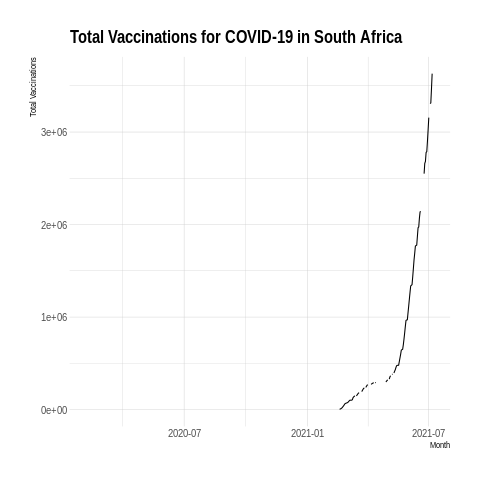 Total Vaccinations for COVID-19 in South Africa
Total Vaccinations
3e+06
2e+06
1e+06
0e+00
2020-07 2021-01 2021-07
Month